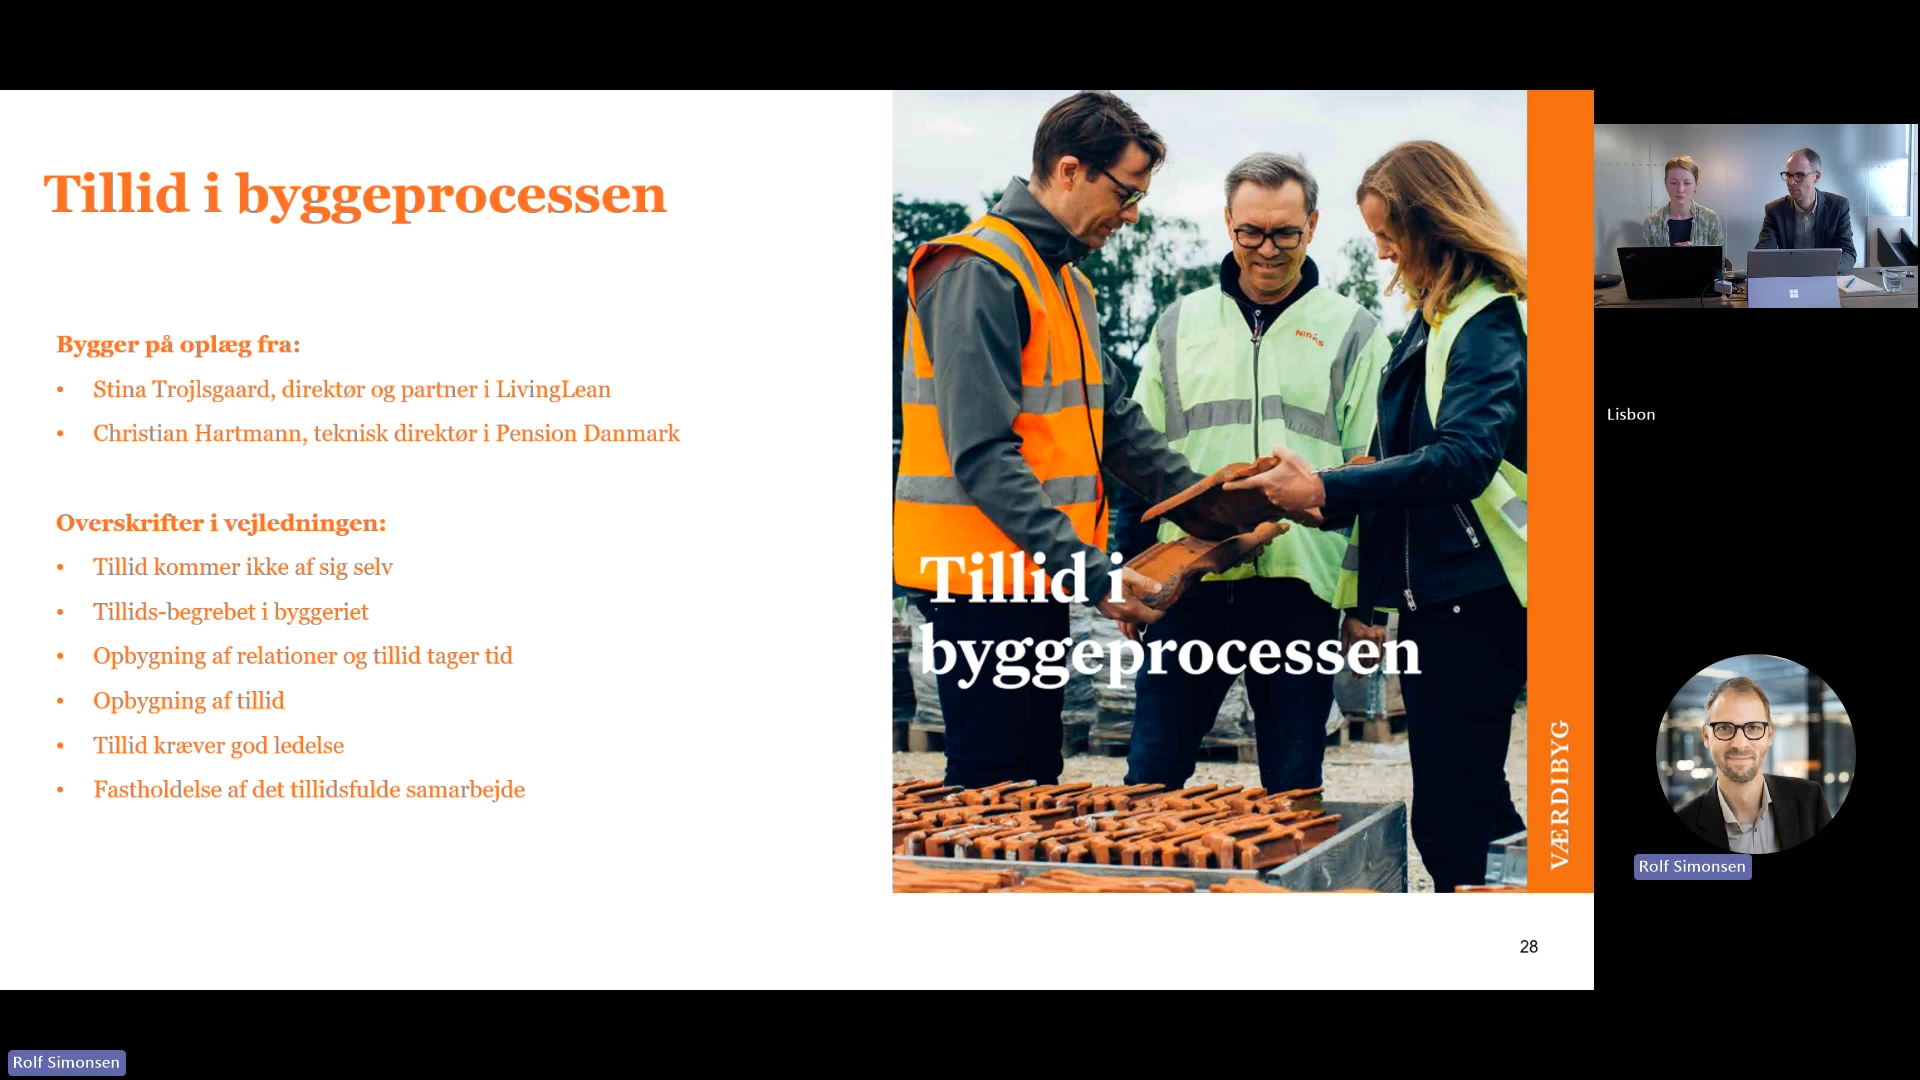 Tillid i byggeprocessen
Bygger på oplæg fra:
• Stina Trojlsgaard, direktør og partner i LivingLean
• Christian Hartmann, teknisk direktør i Pension Danmark
Overskrifter i vejledningen:
• Tillid kommer ikke af sig selv
• Tillids-begrebet i byggeriet
• Opbygning af relationer og tillid tager tid
• Opbygning af tillid
• Tillid kræver god ledelse
• Fastholdelse af det tillidsfulde samarbejde
NIRAS
Tillid i
byggeprocessen
VÆRDIBYG
28
Lisbon
Rolf Simonsen
Rolf Simonsen